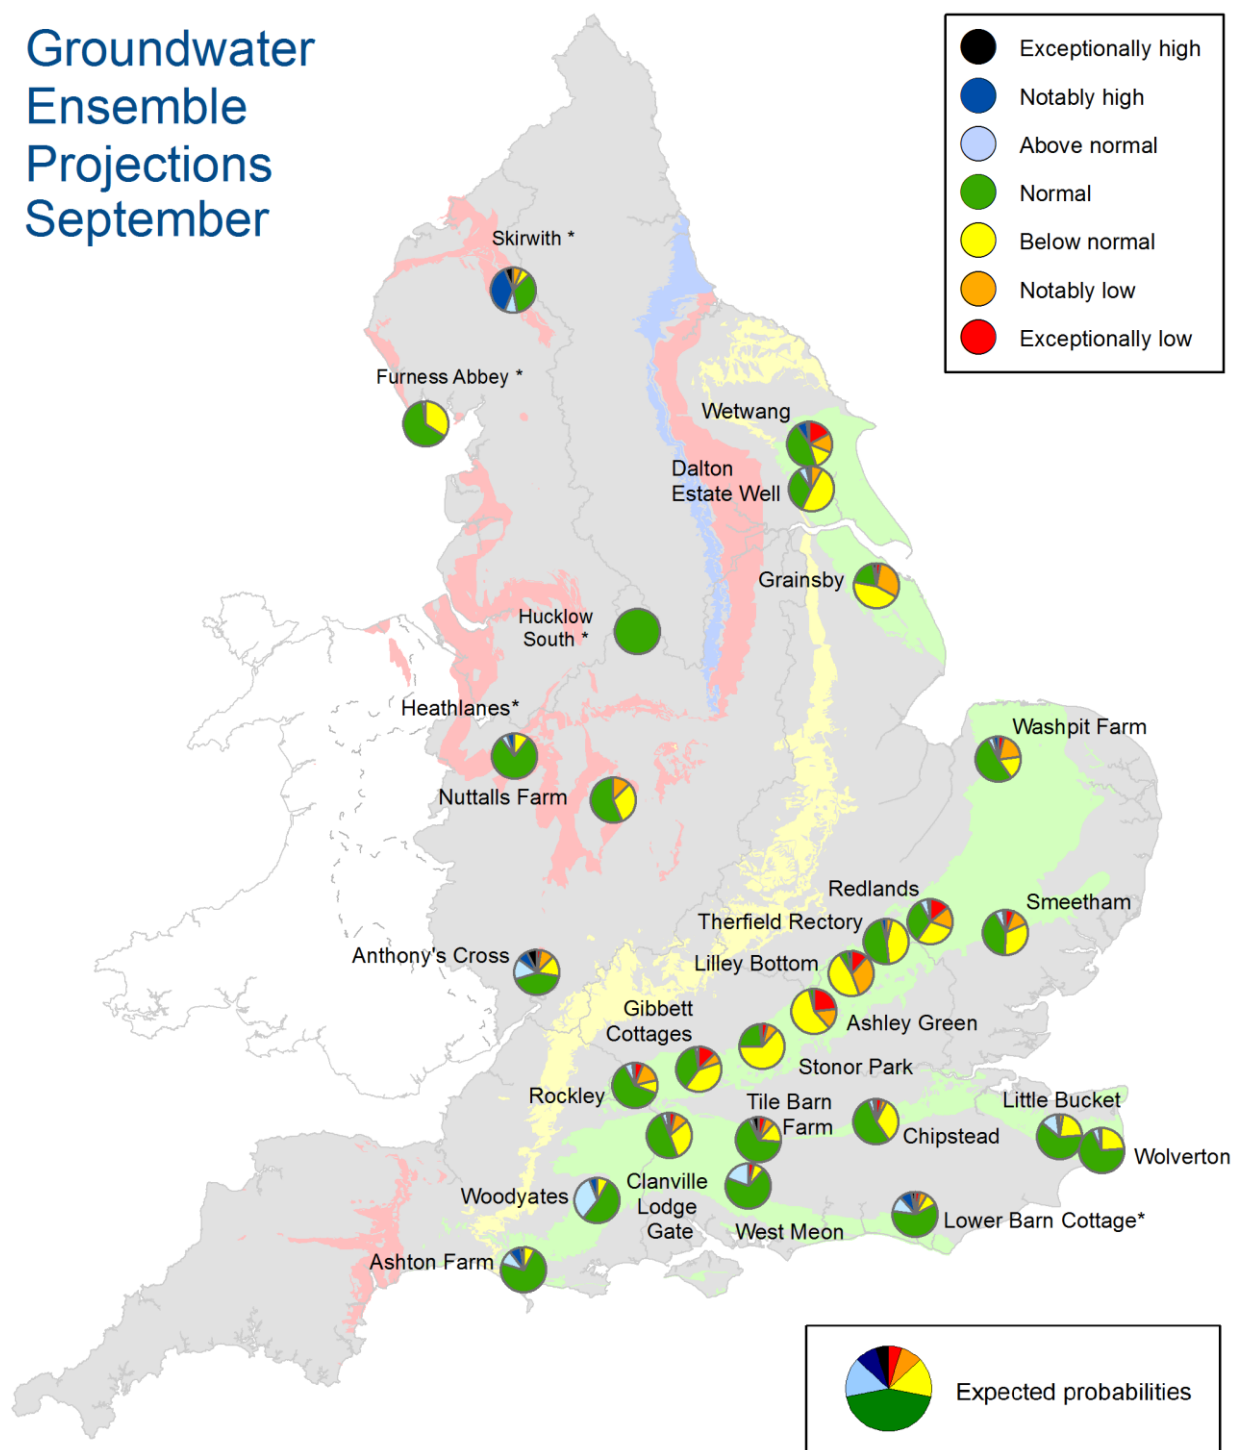 Groundwater
Ensemble
Projections
September
Exceptionally high
Notably high
Above normal
Normal
Below normal
Notably low
Exceptionally low
Skirwith *
Furness Abbey *
Wetwang
Dalton
Estate Well
Grainsby
Hucklow
South *
Heathlanes*
Washpit Farm
Nuttalls Farm
Redlands
Smeetham
Therfield Rectory
Anthony's Cross
Lilley Bottom
Gibbett
Cottages
Ashley Green
Stonor Park
Rockley
Tile Barn
Farm
Little Bucket
Chipstead
Wolverton
Woodyates
Clanville
Lodge
Gate
West Meon
Lower Barn Cottage*
Ashton Farm
Expected probabilities